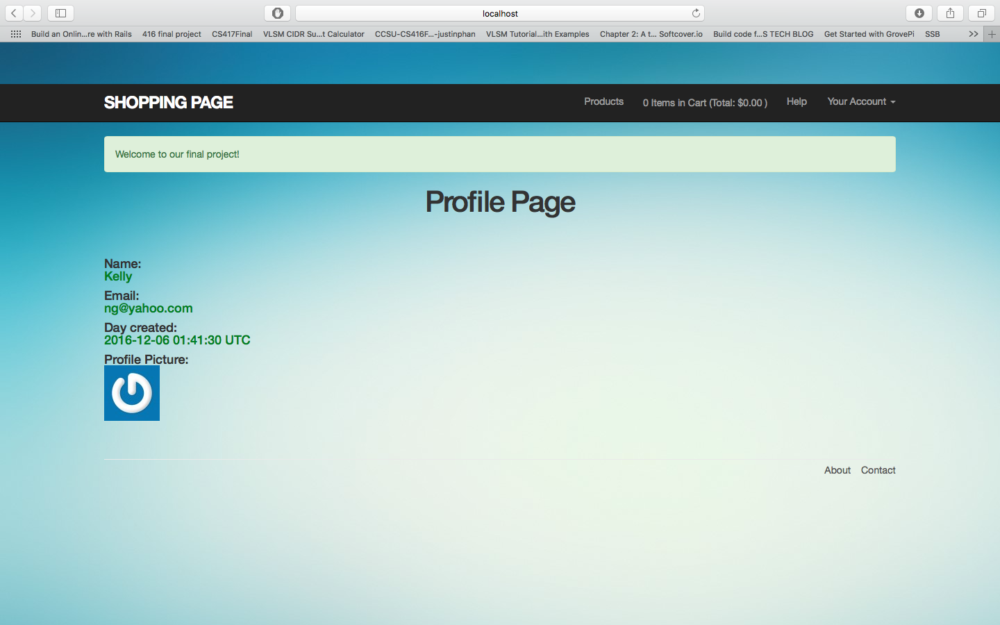 localhost
Build an Onlin...re with Rails 416 final project CS417Final VLSM CIDR Su...t Calculator CCSU-CS416F...-justinphan VLSM Tutorial...ith Examples Chapter 2: A t... Softcover.io Build code f...S TECH BLOG Get Started with GrovePi SSB >>
SHOPPING PAGE Products 0 Items in Cart (Total: $0.00 ) Help Your Account
Welcome to our final project!
Profile Page
Name:
Kelly
Email:
ng@yahoo.com
Day created:
2016-12-06 01:41:30 UTC
Profile Picture:
About Contact